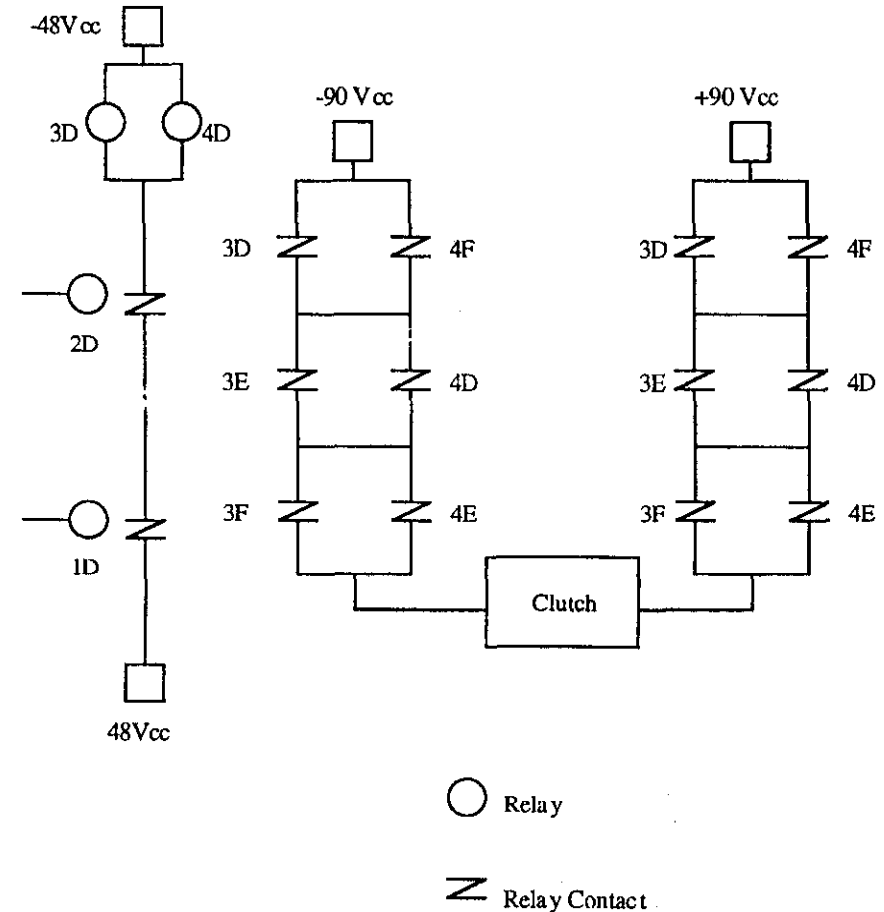 -48Vcc
3D
4D
2D
1D
48Vcc
-90 Vcc
3D
4F
3E
4D
3F
4E
+90 Vcc
3D
4F
3E
4D
3F
4E
Clutch
Relay
Relay Contact